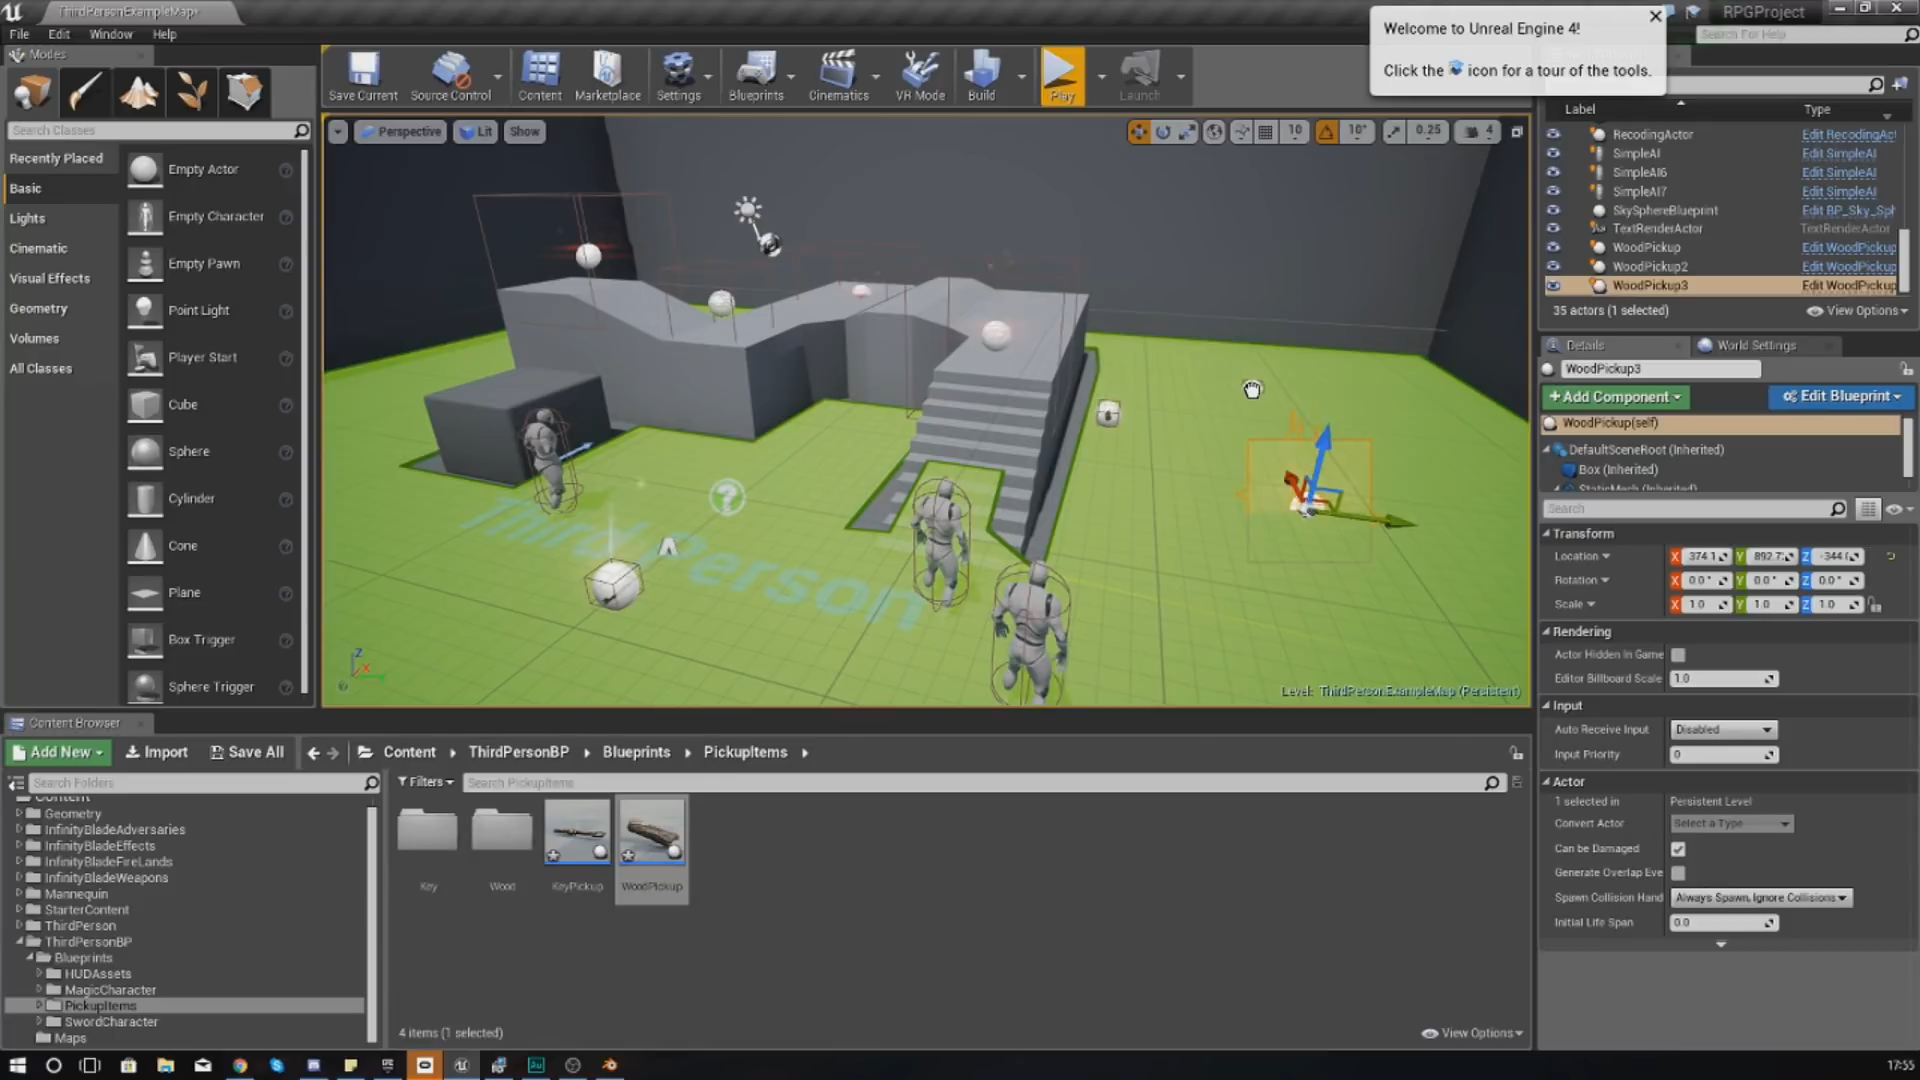 ThirdPersonExampleMap*
RPGProject
File Edit Window Help
Search For Help
Welcome to Unreal Engine 4!
Click the icon for a tour of the tools.
Modes
Search Classes
Recently Placed
Basic
Lights
Cinematic
Visual Effects
Geometry
Volumes
All Classes
Empty Actor
Empty Character
Empty Pawn
Point Light
Player Start
Cube
Sphere
Cylinder
Cone
Plane
Box Trigger
Sphere Trigger
Save Current Source Control Content Marketplace Settings Blueprints Cinematics VR Mode Build Play Launch
Perspective Lit Show
10 10° 0.25 4
Third Person
Level: ThirdPersonExampleMap (Persistent)
Label Type
RecodingActor Edit RecodingAct
SimpleAI Edit SimpleAI
SimpleAI6 Edit SimpleAI
SimpleAI7 Edit SimpleAI
SkySphereBlueprint Edit BP_Sky_Sph
TextRenderActor TextRenderActor
WoodPickup Edit WoodPickup
WoodPickup2 Edit WoodPickup
WoodPickup3 Edit WoodPickup
35 actors (1 selected) View Options
Details World Settings
WoodPickup3
+Add Component Edit Blueprint
WoodPickup(self)
DefaultSceneRoot (Inherited)
Box (Inherited)
StaticMesh (Inherited)
Search
Transform
Location X 374.1 Y 892.7 Z -344.0
Rotation X 0.0° Y 0.0° Z 0.0°
Scale X 1.0 Y 1.0 Z 1.0
Rendering
Actor Hidden In Game
Editor Billboard Scale 1.0
Input
Auto Receive Input Disabled
Input Priority 0
Actor
1 selected in Persistent Level
Convert Actor Select a Type
Can be Damaged
Generate Overlap Eve
Spawn Collision Hand Always Spawn, Ignore Collisions
Initial Life Span 0.0
Content Browser
Add New Import Save All Content ThirdPersonBP Blueprints PickupItems
Search Folders
Filters Search PickupItems
Content
Geometry
InfinityBladeAdversaries
InfinityBladeEffects
InfinityBladeFireLands
InfinityBladeWeapons
Mannequin
StarterContent
ThirdPerson
ThirdPersonBP
Blueprints
HUDAssets
MagicCharacter
PickupItems
SwordCharacter
Maps
Key Wood KeyPickup WoodPickup
4 items (1 selected) View Options
17:55